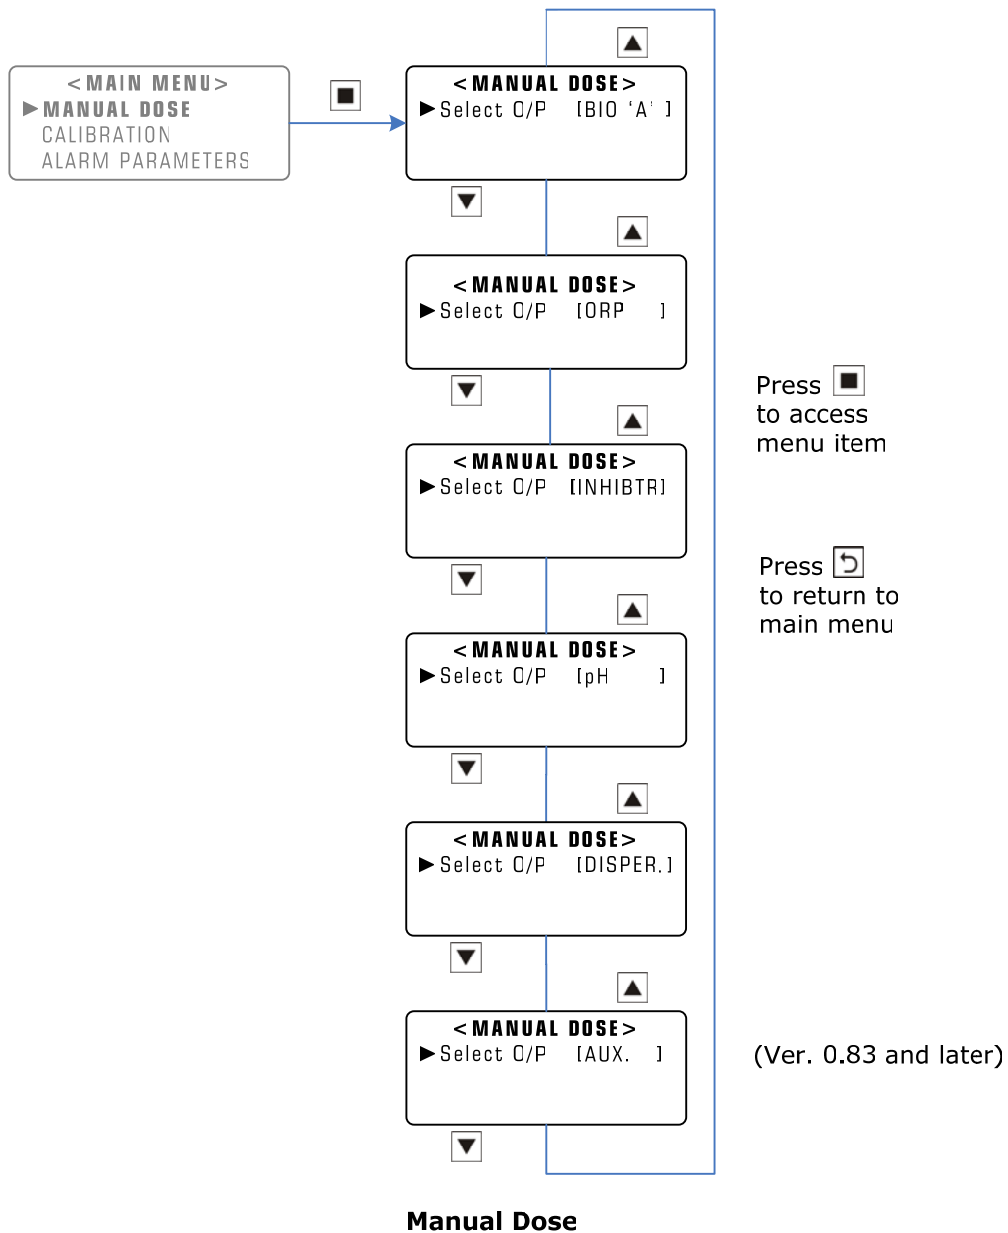 <MAIN MENU>
►MANUAL DOSE
CALIBRATION
ALARM PARAMETERS
<MANUAL DOSE>
►Select O/P [BIO 'A' ]
<MANUAL DOSE>
►Select O/P [ORP ]
Press
to access
menu item
<MANUAL DOSE>
►Select O/P [INHIBTR]
Press
to return to
main menu
<MANUAL DOSE>
►Select O/P [pH ]
<MANUAL DOSE>
►Select O/P [DISPER.]
<MANUAL DOSE>
►Select O/P [AUX. ]
(Ver. 0.83 and later)
Manual Dose